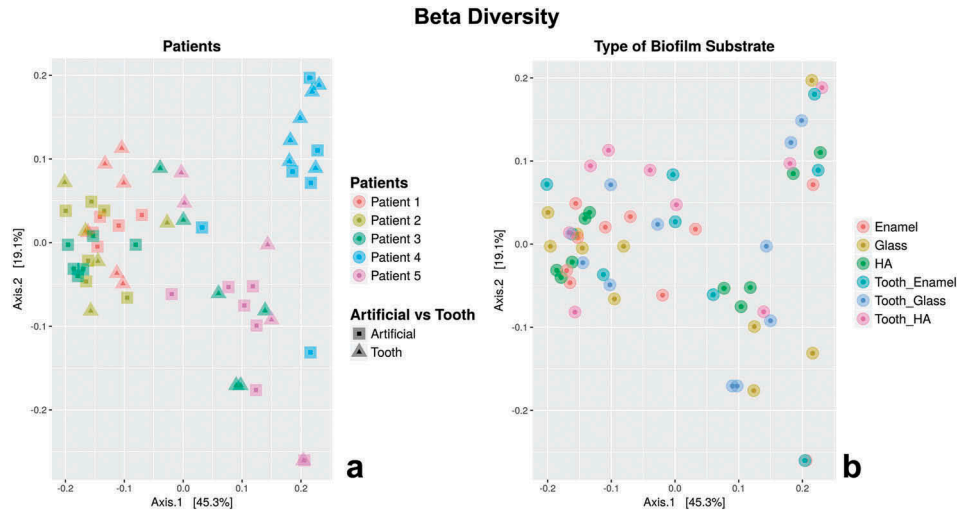 Beta Diversity
Patients
0.2
0.1
0.0
-0.1
-0.2
Axis.2 [19.1%]
-0.2
-0.1
0.0
0.1
0.2
Axis.1 [45.3%]
Patients
Patient 1
Patient 2
Patient 3
Patient 4
Patient 5
Artificial vs Tooth
Artificial
Tooth
a
Type of Biofilm Substrate
0.2
0.1
0.0
-0.1
-0.2
Axis.2 [19.1%]
-0.2
-0.1
0.0
0.1
0.2
Axis.1 [45.3%]
Enamel
Glass
HA
Tooth_Enamel
Tooth_Glass
Tooth_HA
b